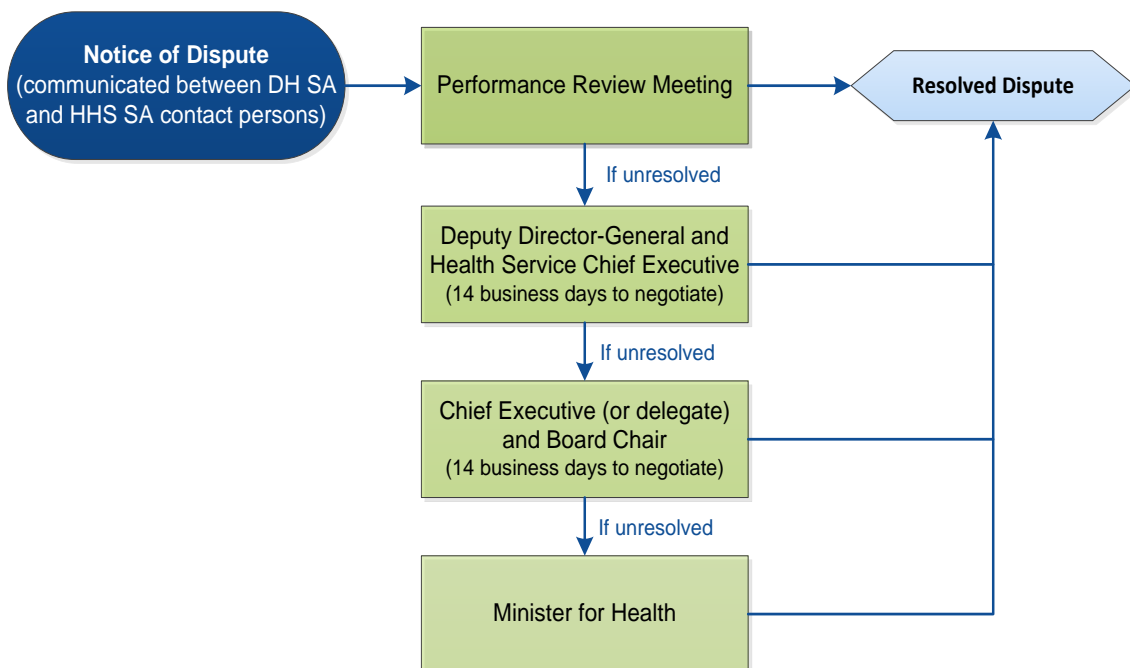 Notice of Dispute
(communicated between DH SA
and HHS SA contact persons)
Performance Review Meeting
Resolved Dispute
If unresolved
Deputy Director-General and
Health Service Chief Executive
(14 business days to negotiate)
If unresolved
Chief Executive (or delegate)
and Board Chair
(14 business days to negotiate)
If unresolved
Minister for Health